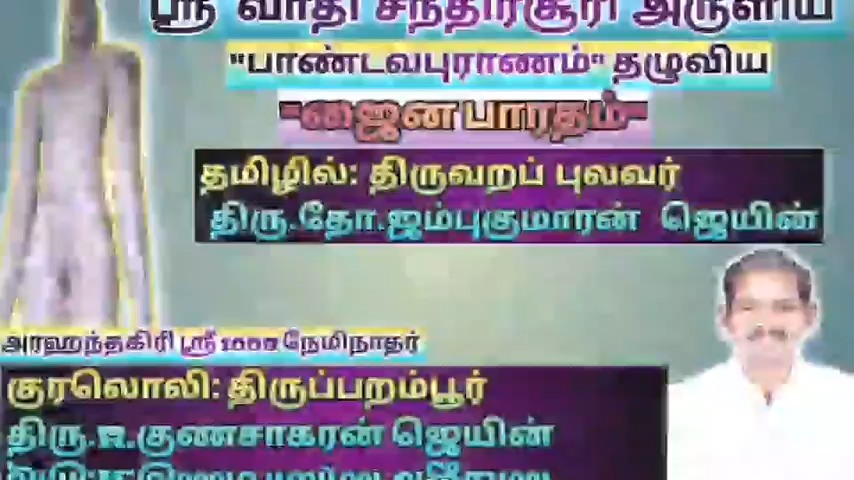 ஸ்ரீ வாதி சந்திரசூரி அருளிய
"பாண்டவபுராணம்" தழுவிய
"ஜைன பாரதம்"
தமிழில்: திருவறப் புலவர்
திரு.தோ.ஜம்புகுமாரன் ஜெயின்
அரஹந்தகிரி ஸ்ரீ 1008 நேமிநாதர்
குரலொலி: திருப்பறம்பூர்
திரு.ஐ.குணசாகரன் ஜெயின்